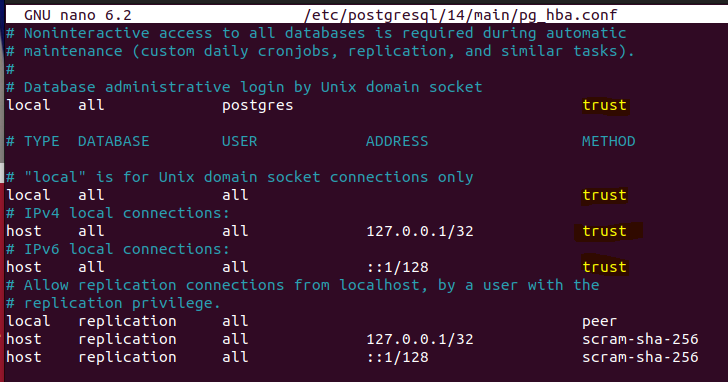 GNU nano 6.2 /etc/postgresql/14/main/pg_hba.conf
# Noninteractive access to all databases is required during automatic
# maintenance (custom daily cronjobs, replication, and similar tasks).
#
# Database administrative login by Unix domain socket
local all postgres trust
# TYPE DATABASE USER ADDRESS METHOD
# "local" is for Unix domain socket connections only
local all all trust
# IPv4 local connections:
host all all 127.0.0.1/32 trust
# IPv6 local connections:
host all all ::1/128 trust
# Allow replication connections from localhost, by a user with the
# replication privilege.
local replication all peer
host replication all 127.0.0.1/32 scram-sha-256
host replication all ::1/128 scram-sha-256